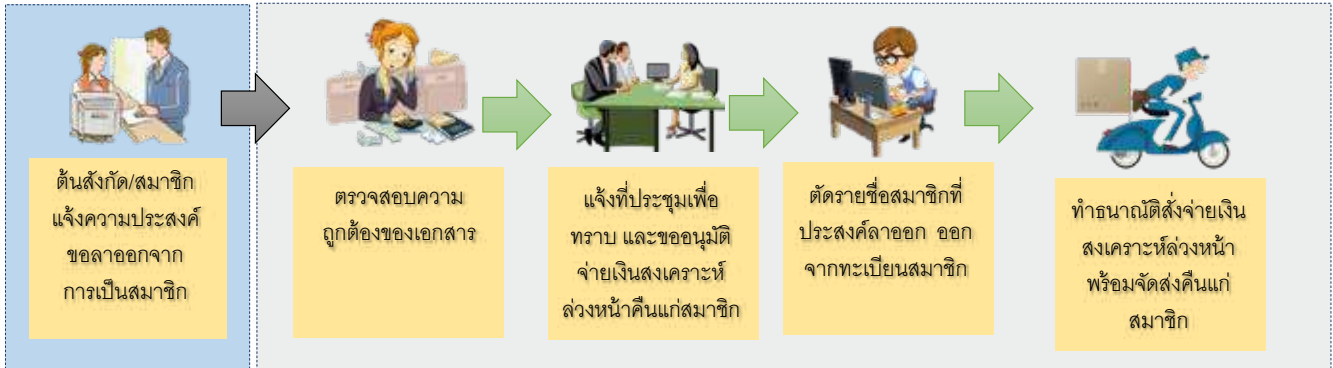 ต้นสังกัด/สมาชิก
แจ้งความประสงค์
ขอลาออกจาก
การเป็นสมาชิก
ตรวจสอบความ
ถูกต้องของเอกสาร
แจ้งที่ประชุมเพื่อ
ทราบ และขออนุมัติ
จ่ายเงินสงเคราะห์
ล่วงหน้าคืนแก่สมาชิก
ตัดรายชื่อสมาชิกที่
ประสงค์ลาออก ออก
จากทะเบียนสมาชิก
ทำธนาณัติสั่งจ่ายเงิน
สงเคราะห์ล่วงหน้า
พร้อมจัดส่งคืนแก่
สมาชิก